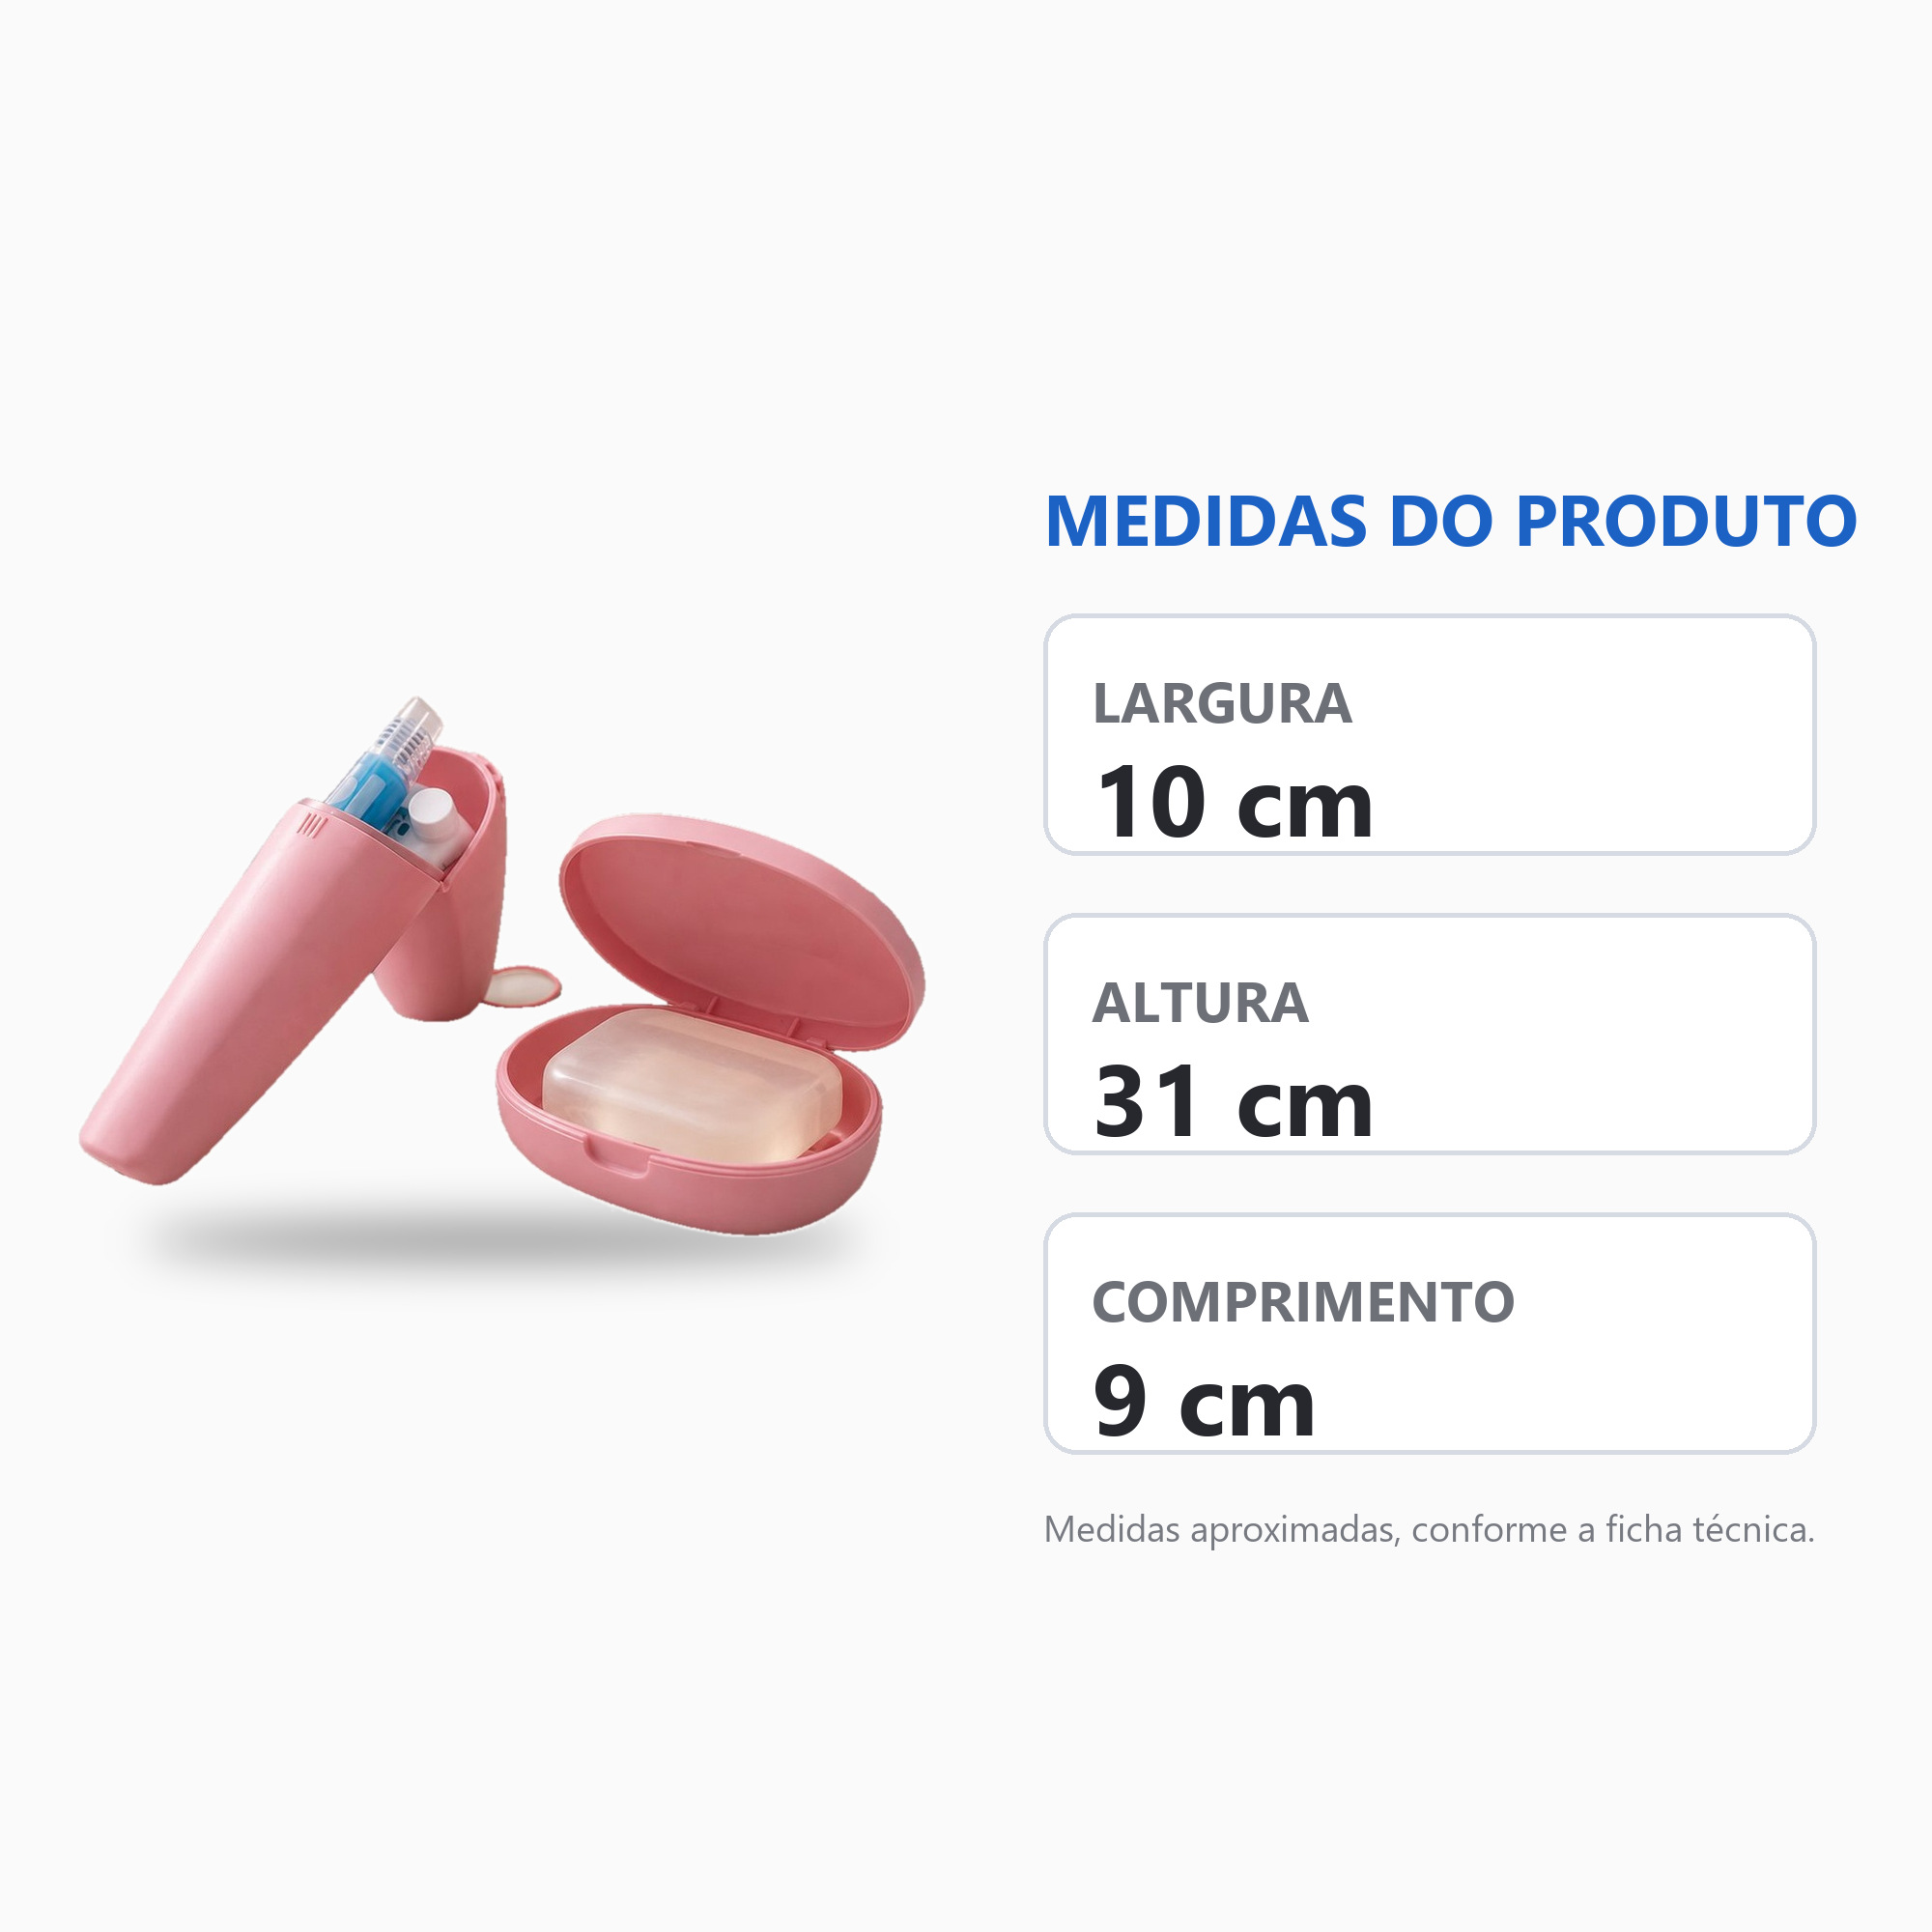 MEDIDAS DO PRODUTO
LARGURA
10 cm
ALTURA
31 cm
COMPRIMENTO
9 cm
Medidas aproximadas, conforme a ficha técnica.